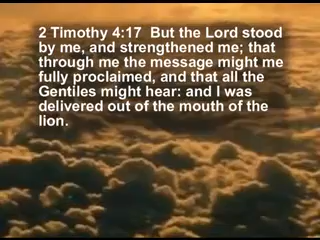 2 Timothy 4:17  But the Lord stood
by me, and strengthened me; that
through me the message might me
fully proclaimed, and that all the
Gentiles might hear: and I was
delivered out of the mouth of the
lion.